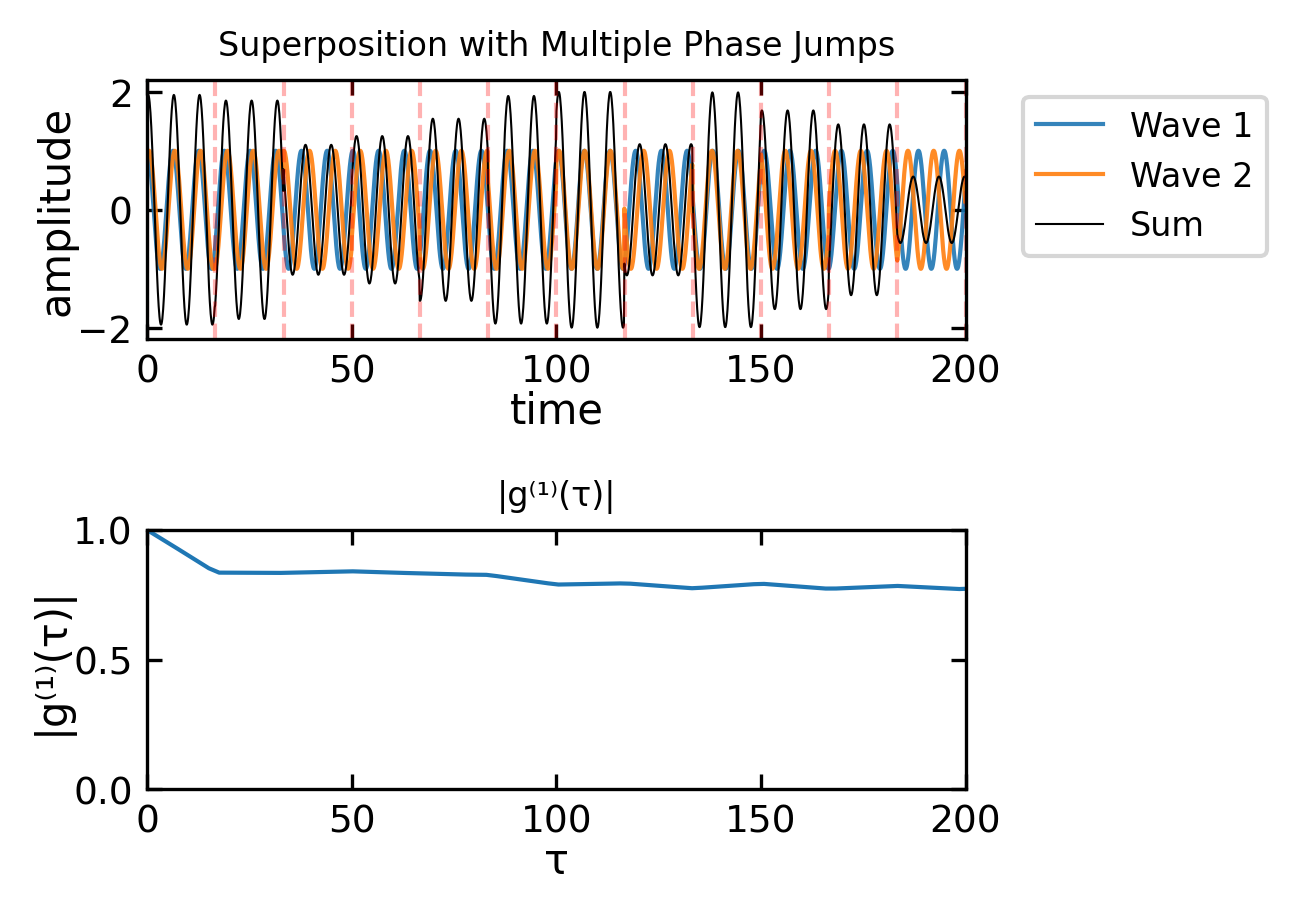 Superposition with Multiple Phase Jumps
2
0
−2
amplitude
0 50 100 150 200
time
Wave 1
Wave 2
Sum
|g⁽¹⁾(τ)|
1.0
0.5
0.0
|g⁽¹⁾(τ)|
0 50 100 150 200
τ